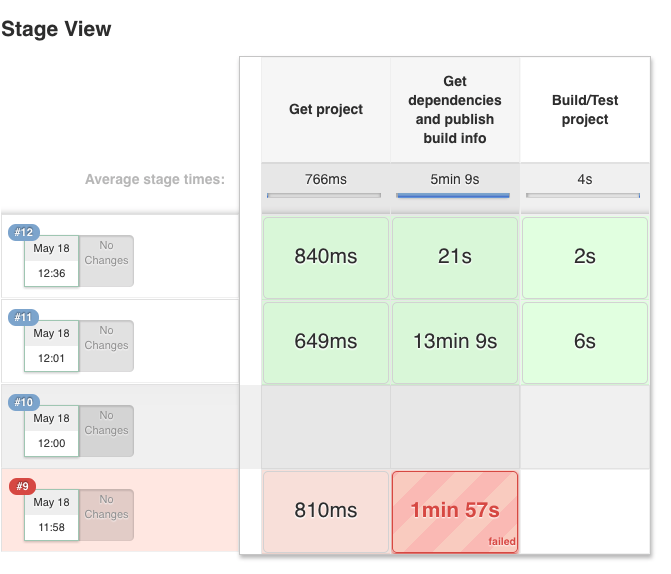 Stage View
Get project
Get
dependencies
and publish
build info
Build/Test
project
Average stage times:
766ms
5min 9s
4s
#12
May 18
12:36
No
Changes
840ms
21s
2s
#11
May 18
12:01
No
Changes
649ms
13min 9s
6s
#10
May 18
12:00
No
Changes
#9
May 18
11:58
No
Changes
810ms
1min 57s
failed